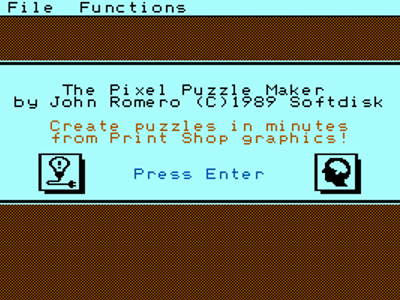 File Functions
The Pixel Puzzle Maker
by John Romero (C)1989 Softdisk
Create puzzles in minutes
from Print Shop graphics!
Press Enter